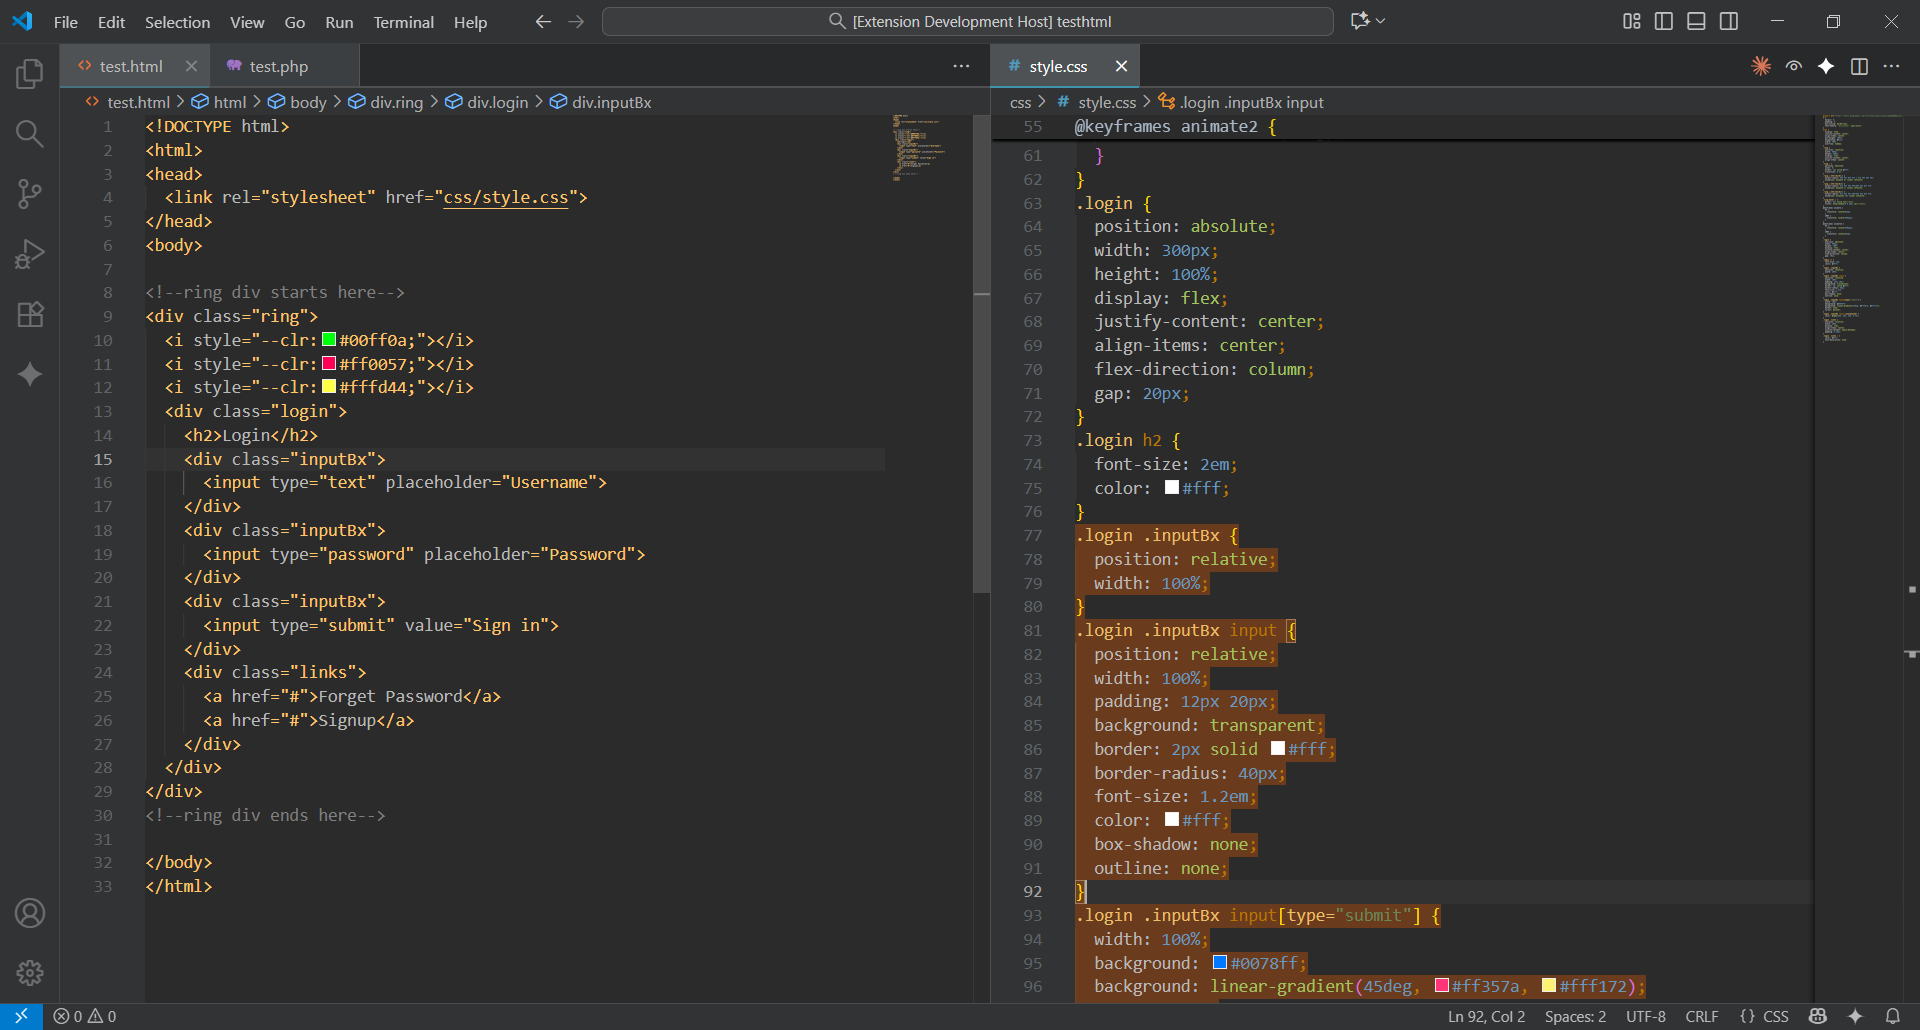 File Edit Selection View Go Run Terminal Help
[Extension Development Host] testhtml
test.html
test.php
style.css
test.html > html > body > div.ring > div.login > div.inputBx
1 <!DOCTYPE html>
2 <html>
3 <head>
4 <link rel="stylesheet" href="css/style.css">
5 </head>
6 <body>
7
8 <!--ring div starts here-->
9 <div class="ring">
10 <i style="--clr:#00ff0a;"></i>
11 <i style="--clr:#ff0057;"></i>
12 <i style="--clr:#fffd44;"></i>
13 <div class="login">
14 <h2>Login</h2>
15 <div class="inputBx">
16 <input type="text" placeholder="Username">
17 </div>
18 <div class="inputBx">
19 <input type="password" placeholder="Password">
20 </div>
21 <div class="inputBx">
22 <input type="submit" value="Sign in">
23 </div>
24 <div class="links">
25 <a href="#">Forget Password</a>
26 <a href="#">Signup</a>
27 </div>
28 </div>
29 </div>
30 <!--ring div ends here-->
31
32 </body>
33 </html>
css > # style.css > .login .inputBx input
55 @keyframes animate2 {
61 }
62 }
63 .login {
64 position: absolute;
65 width: 300px;
66 height: 100%;
67 display: flex;
68 justify-content: center;
69 align-items: center;
70 flex-direction: column;
71 gap: 20px;
72 }
73 .login h2 {
74 font-size: 2em;
75 color: #fff;
76 }
77 .login .inputBx {
78 position: relative;
79 width: 100%;
80 }
81 .login .inputBx input {
82 position: relative;
83 width: 100%;
84 padding: 12px 20px;
85 background: transparent;
86 border: 2px solid #fff;
87 border-radius: 40px;
88 font-size: 1.2em;
89 color: #fff;
90 box-shadow: none;
91 outline: none;
92 }
93 .login .inputBx input[type="submit"] {
94 width: 100%;
95 background: #0078ff;
96 background: linear-gradient(45deg, #ff357a, #fff172);
0 0
Ln 92, Col 2 Spaces: 2 UTF-8 CRLF {} CSS